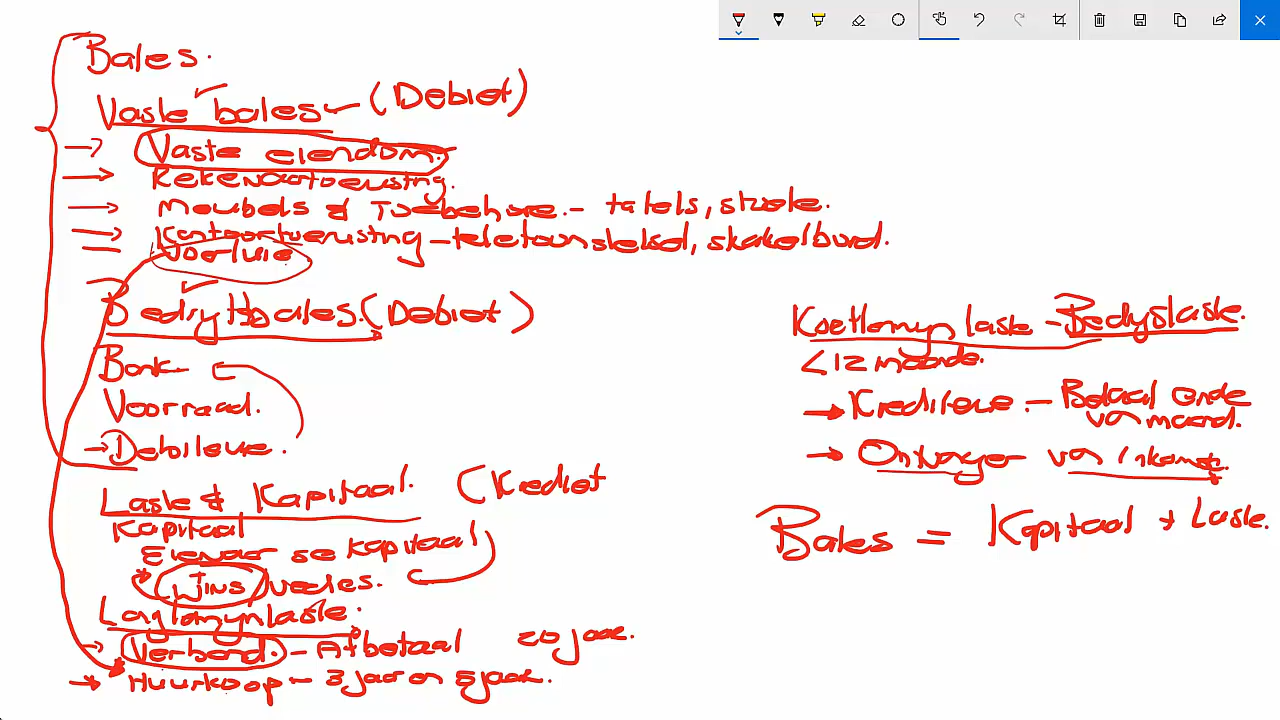 Bates.
Vaste bates (Debiet)
Vaste eiendom.
Rekenaartoerusting.
Meubels & Toebehore. - tafels, stoele.
Kantoortoerusting - telefoonstelsel, skakelbord.
Voertuie
Bedryfsbates. (Debiet)
Bank
Voorraad.
Debiteure.
Laste & Kapitaal. (Krediet
Kapitaal
Eienaar se kapitaal
Wins/verlies.
Langtermynlaste.
Verband. - Afbetaal 20 jaar.
Huurkoop - 3 jaar en 5 jaar.
Korttermyn laste - Bedryfslaste.
< 12 maande.
Krediteure. - Betaal einde
van maand.
Ontvanger van Inkomste.
Bates = Kapitaal + Laste.